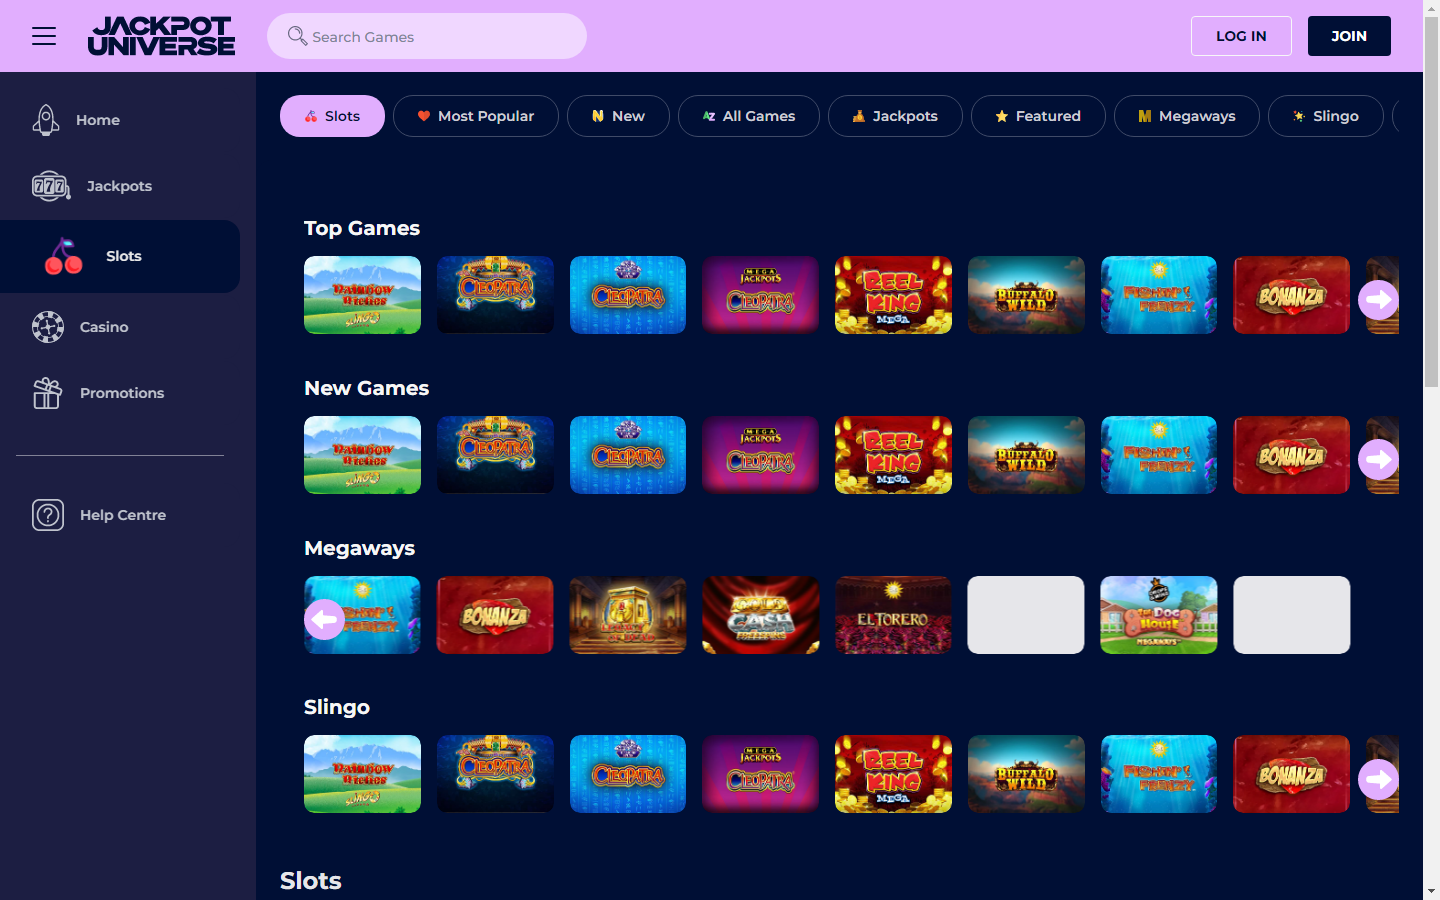 JACKPOT
UNIVERSE
Search Games
LOG IN
JOIN
Home
Jackpots
Slots
Casino
Promotions
Help Centre
Slots
Most Popular
N New
AZ All Games
Jackpots
Featured
M Megaways
Slingo
Top Games
Rainbow
Riches
SLINGO
CLEOPATRA
CLEOPATRA
MEGA
JACKPOTS
CLEOPATRA
REEL
KING
MEGA
BUFFALO
WILD
FISHIN'
FRENZY
BONANZA
New Games
Rainbow
Riches
SLINGO
CLEOPATRA
CLEOPATRA
MEGA
JACKPOTS
CLEOPATRA
REEL
KING
MEGA
BUFFALO
WILD
FISHIN'
FRENZY
BONANZA
Megaways
FISHIN'
FRENZY
BONANZA
CASH
EL TORERO
THE DOG
HOUSE
MEGAWAYS
Slingo
Rainbow
Riches
SLINGO
CLEOPATRA
CLEOPATRA
MEGA
JACKPOTS
CLEOPATRA
REEL
KING
MEGA
BUFFALO
WILD
FISHIN'
FRENZY
BONANZA
Slots